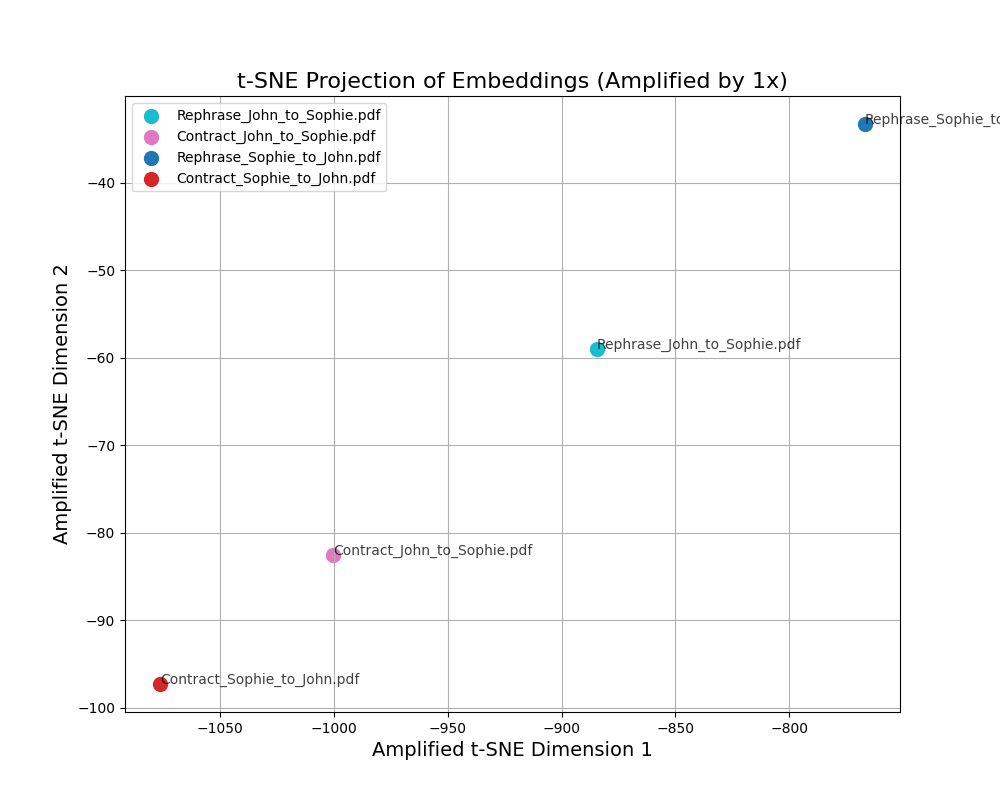 t-SNE Projection of Embeddings (Amplified by 1x)
Rephrase_John_to_Sophie.pdf
Contract_John_to_Sophie.pdf
Rephrase_Sophie_to_John.pdf
Contract_Sophie_to_John.pdf
Rephrase_Sophie_to
Rephrase_John_to_Sophie.pdf
Contract_John_to_Sophie.pdf
Contract_Sophie_to_John.pdf
−40
−50
−60
−70
−80
−90
−100
Amplified t-SNE Dimension 2
−1050
−1000
−950
−900
−850
−800
Amplified t-SNE Dimension 1